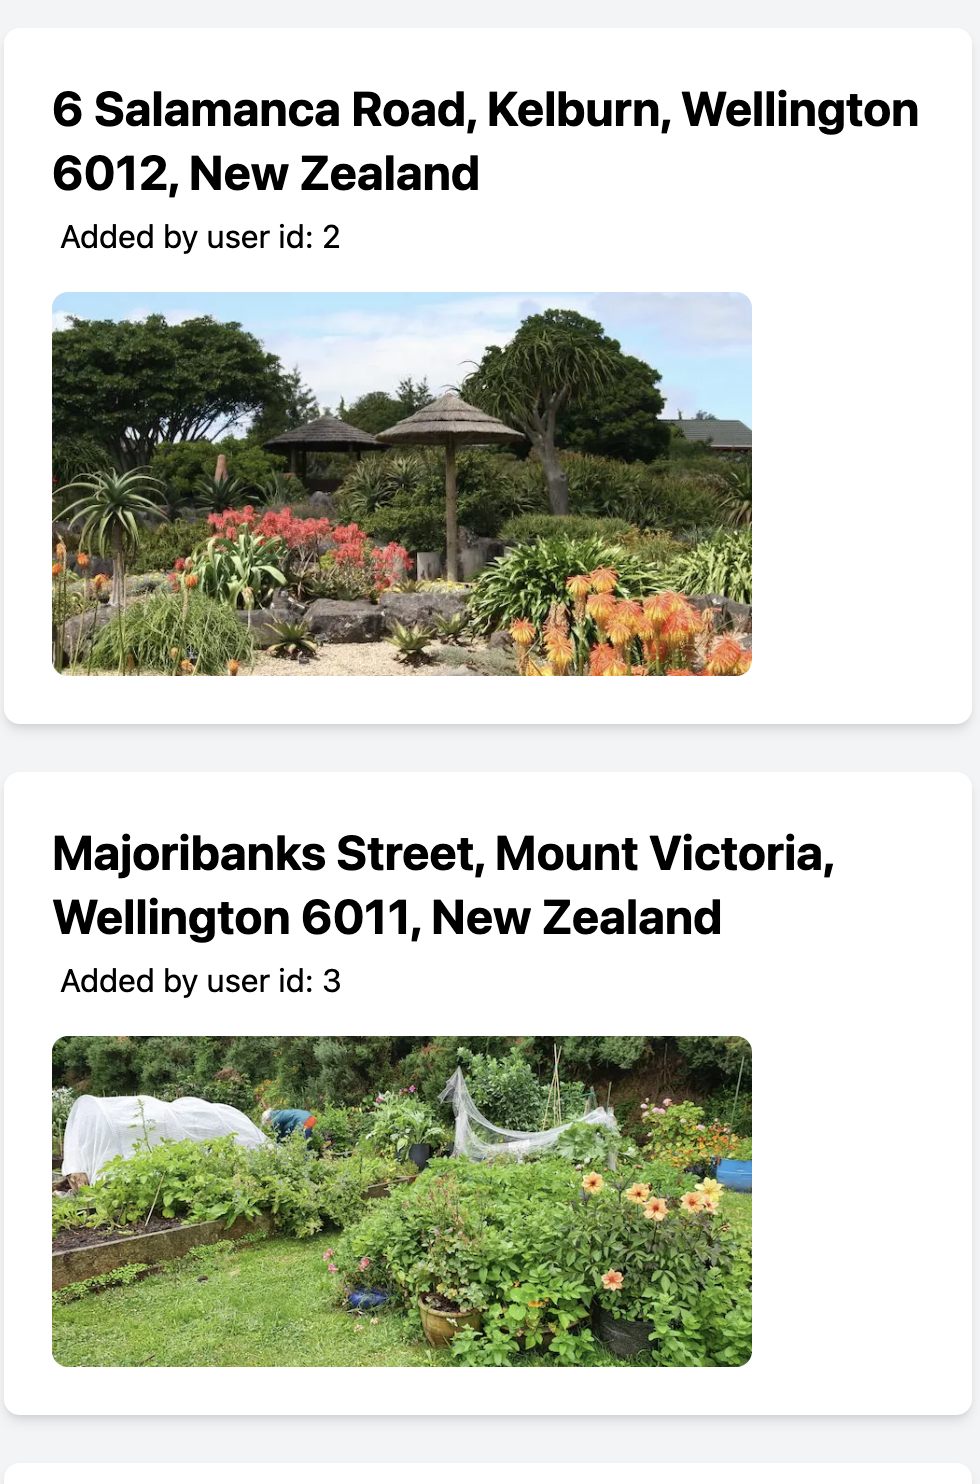 6 Salamanca Road, Kelburn, Wellington
6012, New Zealand
Added by user id: 2
Majoribanks Street, Mount Victoria,
Wellington 6011, New Zealand
Added by user id: 3